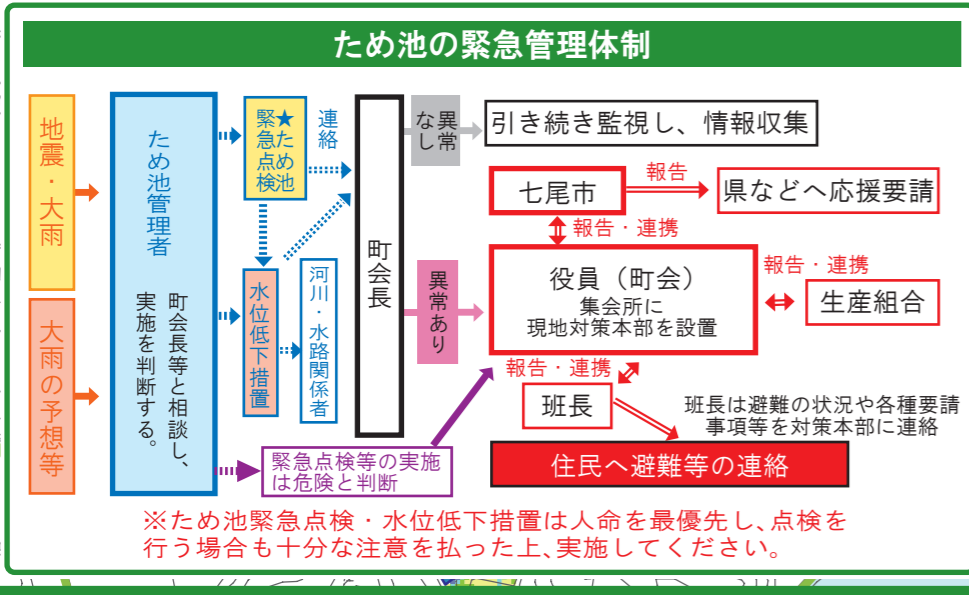 ため池の緊急管理体制
地震・大雨
大雨の予想等
ため池管理者
町会長等と相談し、
実施を判断する。
★ため池
緊急点検
連絡
水位低下措置
河川・水路関係者
緊急点検等の実施
は危険と判断
町会長
異常
なし
引き続き監視し、情報収集
異常あり
七尾市
報告
県などへ応援要請
報告・連携
役員（町会）
集会所に
現地対策本部を設置
報告・連携
生産組合
報告・連携
班長
班長は避難の状況や各種要請
事項等を対策本部に連絡
住民へ避難等の連絡
※ため池緊急点検・水位低下措置は人命を最優先し、点検を
行う場合も十分な注意を払った上、実施してください。